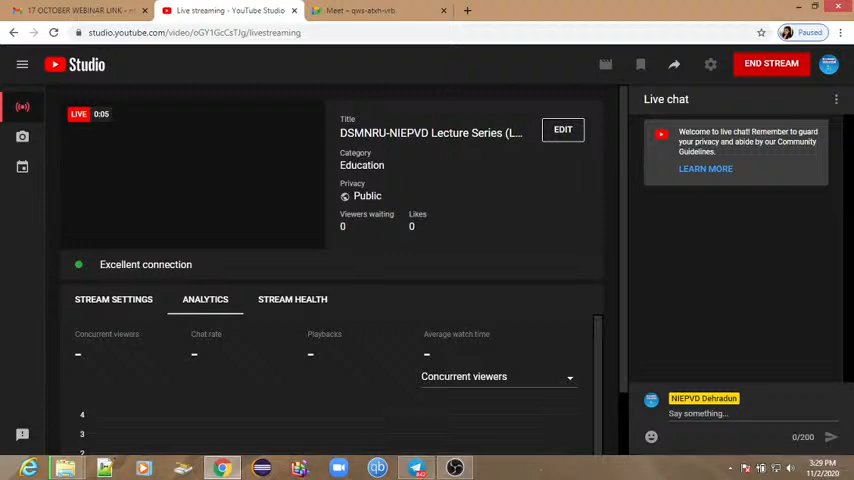 17 OCTOBER WEBINAR LINK - m
Live streaming - YouTube Studio
Meet – qws-atxh-vrb
studio.youtube.com/video/oGY1GcCsTJg/livestreaming
Paused
Studio
END STREAM
LIVE 0:05
Title
DSMNRU-NIEPVD Lecture Series (L...
EDIT
Category
Education
Privacy
Public
Viewers waiting
Likes
0
0
Excellent connection
STREAM SETTINGS
ANALYTICS
STREAM HEALTH
Concurrent viewers
Chat rate
Playbacks
Average watch time
–
–
–
–
Concurrent viewers
4
3
2
Live chat
Welcome to live chat! Remember to guard
your privacy and abide by our Community
Guidelines.
LEARN MORE
NIEPVD Dehradun
Say something...
0/200
3:29 PM
11/2/2020